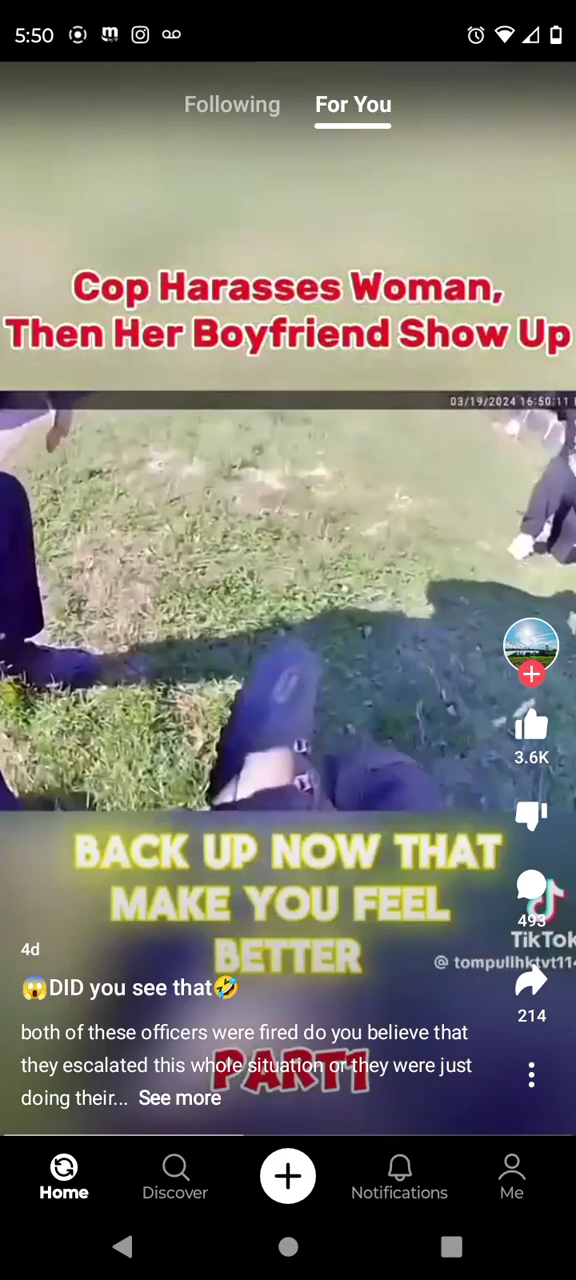 5:50
Following For You
Cop Harasses Woman,
Then Her Boyfriend Show Up
03/19/2024 16:50:11
3.6K
BACK UP NOW THAT
MAKE YOU FEEL
BETTER
493
TikTok
@ tompullhktvt114
4d
😱DID you see that🤣
214
both of these officers were fired do you believe that
they escalated this whole situation or they were just
doing their... See more
PART1
Home Discover Notifications Me